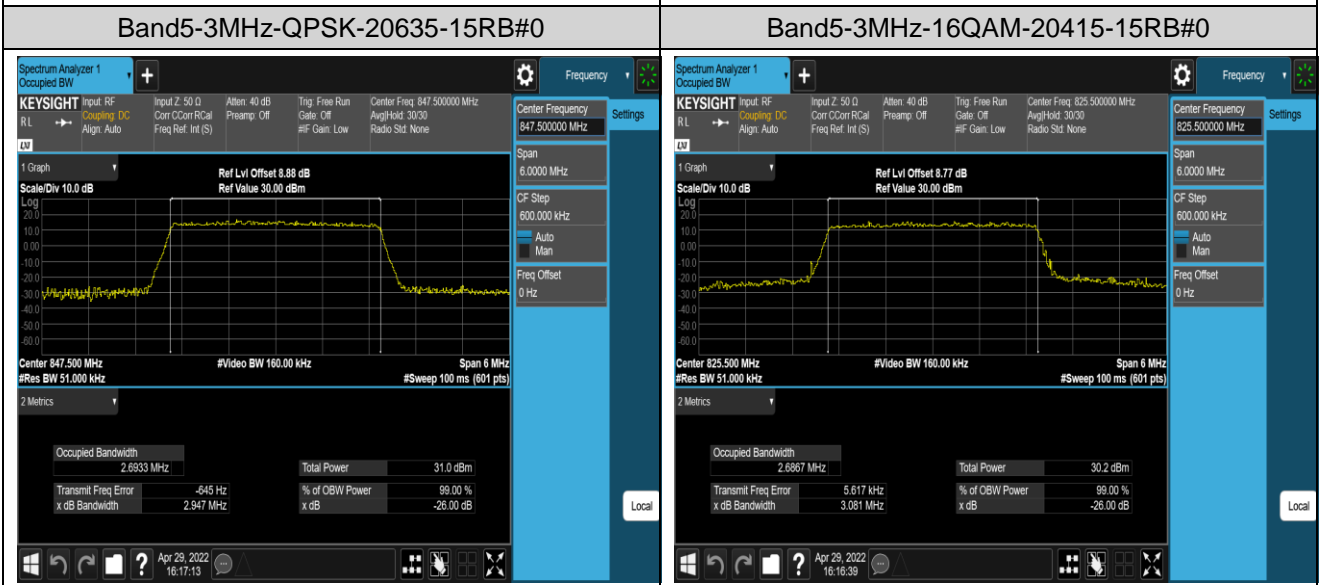 Band5-3MHz-QPSK-20635-15RB#0
Spectrum Analyzer 1
Occupied BW
+
Frequency
KEYSIGHT
RL
LXI
Input: RF
Coupling: DC
Align: Auto
Input Z: 50 Ω
Corr CCorr RCal
Freq Ref: Int (S)
Atten: 40 dB
Preamp: Off
Trig: Free Run
Gate: Off
#IF Gain: Low
Center Freq: 847.500000 MHz
Avg|Hold: 30/30
Radio Std: None
Center Frequency
847.500000 MHz
Settings
Span
6.0000 MHz
CF Step
600.000 kHz
Auto
Man
Freq Offset
0 Hz
1 Graph
Scale/Div 10.0 dB
Ref Lvl Offset 8.88 dB
Ref Value 30.00 dBm
Log
20.0
10.0
0.00
-10.0
-20.0
-30.0
-40.0
-50.0
-60.0
Center 847.500 MHz
#Res BW 51.000 kHz
#Video BW 160.00 kHz
Span 6 MHz
#Sweep 100 ms (601 pts)
2 Metrics
Occupied Bandwidth
2.6933 MHz
Total Power 31.0 dBm
Transmit Freq Error -645 Hz
% of OBW Power 99.00 %
x dB Bandwidth 2.947 MHz
x dB -26.00 dB
Local
?
Apr 29, 2022
16:17:13
Band5-3MHz-16QAM-20415-15RB#0
Spectrum Analyzer 1
Occupied BW
+
Frequency
KEYSIGHT
RL
LXI
Input: RF
Coupling: DC
Align: Auto
Input Z: 50 Ω
Corr CCorr RCal
Freq Ref: Int (S)
Atten: 40 dB
Preamp: Off
Trig: Free Run
Gate: Off
#IF Gain: Low
Center Freq: 825.500000 MHz
Avg|Hold: 30/30
Radio Std: None
Center Frequency
825.500000 MHz
Settings
Span
6.0000 MHz
CF Step
600.000 kHz
Auto
Man
Freq Offset
0 Hz
1 Graph
Scale/Div 10.0 dB
Ref Lvl Offset 8.77 dB
Ref Value 30.00 dBm
Log
20.0
10.0
0.00
-10.0
-20.0
-30.0
-40.0
-50.0
-60.0
Center 825.500 MHz
#Res BW 51.000 kHz
#Video BW 160.00 kHz
Span 6 MHz
#Sweep 100 ms (601 pts)
2 Metrics
Occupied Bandwidth
2.6867 MHz
Total Power 30.2 dBm
Transmit Freq Error 5.617 kHz
% of OBW Power 99.00 %
x dB Bandwidth 3.081 MHz
x dB -26.00 dB
Local
?
Apr 29, 2022
16:16:39